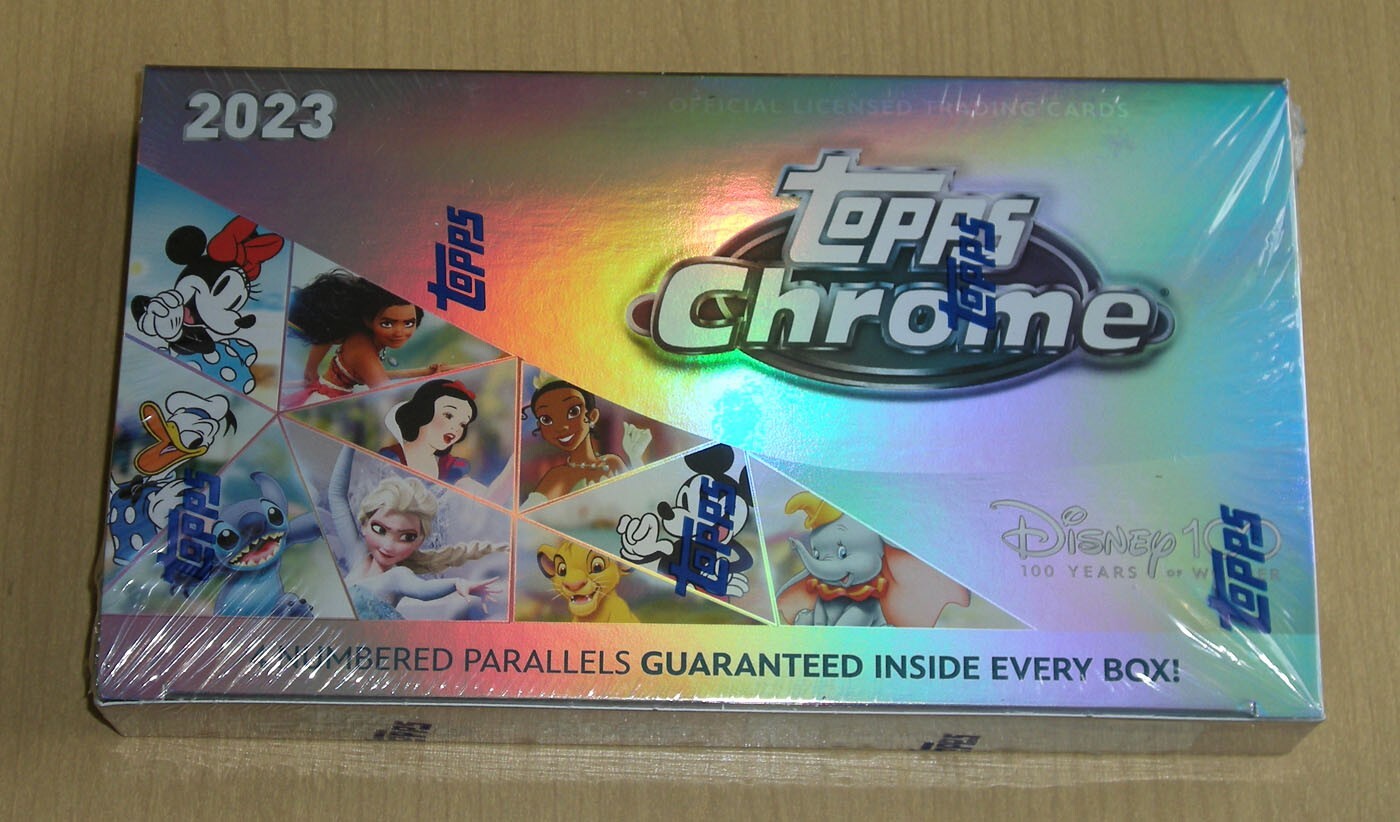 2023
OFFICIAL LICENSED TRADING CARDS
topps
Chrome
topps
topps
Disney 100
100 YEARS OF
topps
topps
topps
NUMBERED PARALLELS GUARANTEED INSIDE EVERY BOX!
topps
topps